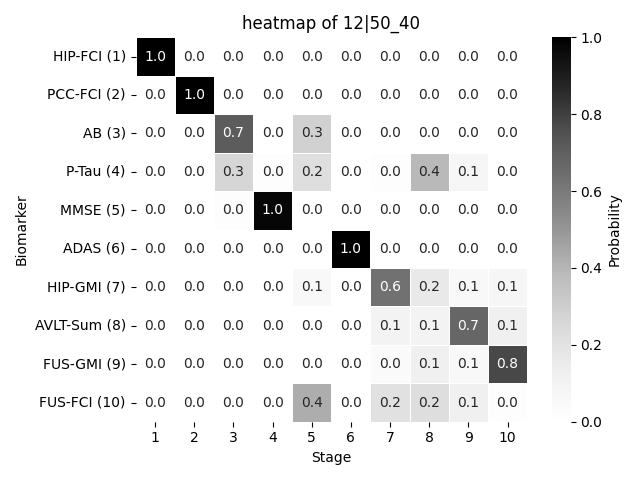 heatmap of 12|50_40
HIP-FCI (1) 1.0 0.0 0.0 0.0 0.0 0.0 0.0 0.0 0.0 0.0
PCC-FCI (2) 0.0 1.0 0.0 0.0 0.0 0.0 0.0 0.0 0.0 0.0
AB (3) 0.0 0.0 0.7 0.0 0.3 0.0 0.0 0.0 0.0 0.0
P-Tau (4) 0.0 0.0 0.3 0.0 0.2 0.0 0.0 0.4 0.1 0.0
MMSE (5) 0.0 0.0 0.0 1.0 0.0 0.0 0.0 0.0 0.0 0.0
ADAS (6) 0.0 0.0 0.0 0.0 0.0 1.0 0.0 0.0 0.0 0.0
HIP-GMI (7) 0.0 0.0 0.0 0.0 0.1 0.0 0.6 0.2 0.1 0.1
AVLT-Sum (8) 0.0 0.0 0.0 0.0 0.0 0.0 0.1 0.1 0.7 0.1
FUS-GMI (9) 0.0 0.0 0.0 0.0 0.0 0.0 0.0 0.1 0.1 0.8
FUS-FCI (10) 0.0 0.0 0.0 0.0 0.4 0.0 0.2 0.2 0.1 0.0
1 2 3 4 5 6 7 8 9 10
Stage
Biomarker
1.0
0.8
0.6
0.4
0.2
0.0
Probability